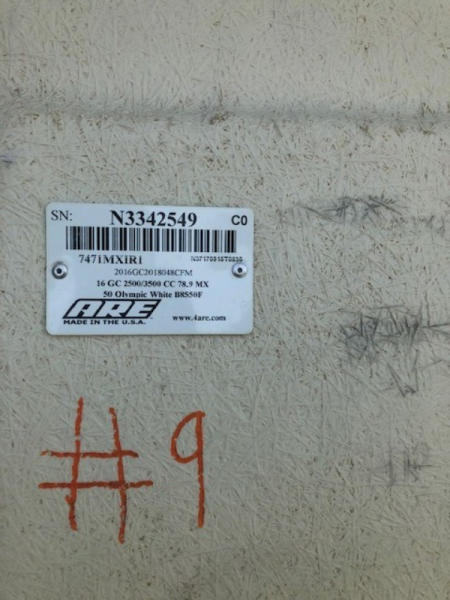 SN: N3342549 C0
7471MXIR1
2016GC2018048CFM
16 GC 2500/3500 CC 78.9 MX
50 Olympic White B8550F
ARE
MADE IN THE U.S.A. www.4are.com
#9